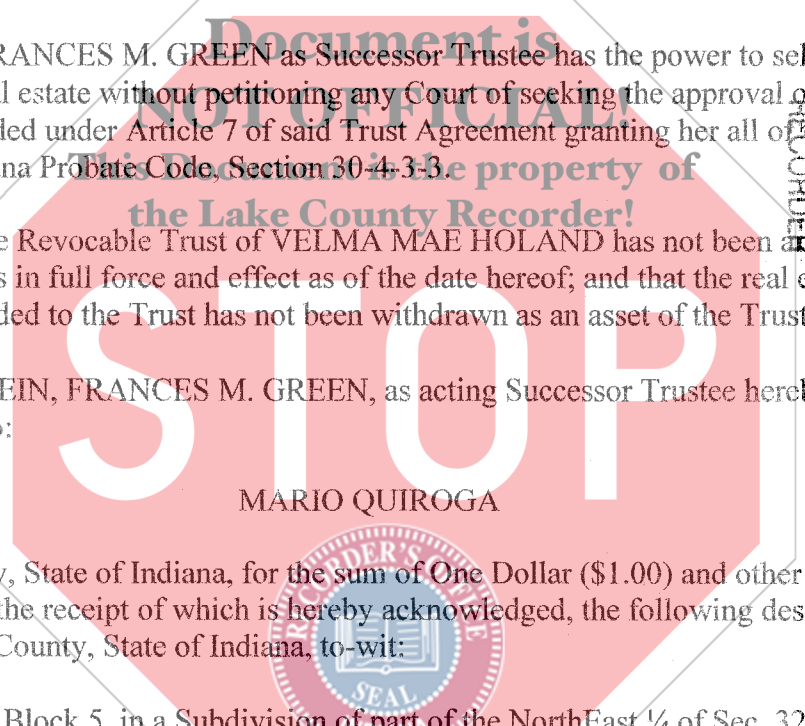 Document is
RANCES M. GREEN as Successor Trustee has the power to sel
l estate without petitioning any Court of seeking the approval o
NOT OFFICIAL!
ded under Article 7 of said Trust Agreement granting her all of
na Probate Code, Section 30-4-3-3.
This Document is the property of
the Lake County Recorder!
RECORDER
e Revocable Trust of VELMA MAE HOLAND has not been a
s in full force and effect as of the date hereof; and that the real e
ded to the Trust has not been withdrawn as an asset of the Trust
STOP
EIN, FRANCES M. GREEN, as acting Successor Trustee herel
o:
MARIO QUIROGA
y, State of Indiana, for the sum of One Dollar ($1.00) and other
the receipt of which is hereby acknowledged, the following des
County, State of Indiana, to-wit:
RECORDER'S OFFICE
SEAL
Block 5, in a Subdivision of part of the NorthEast ¼ of Sec. 32